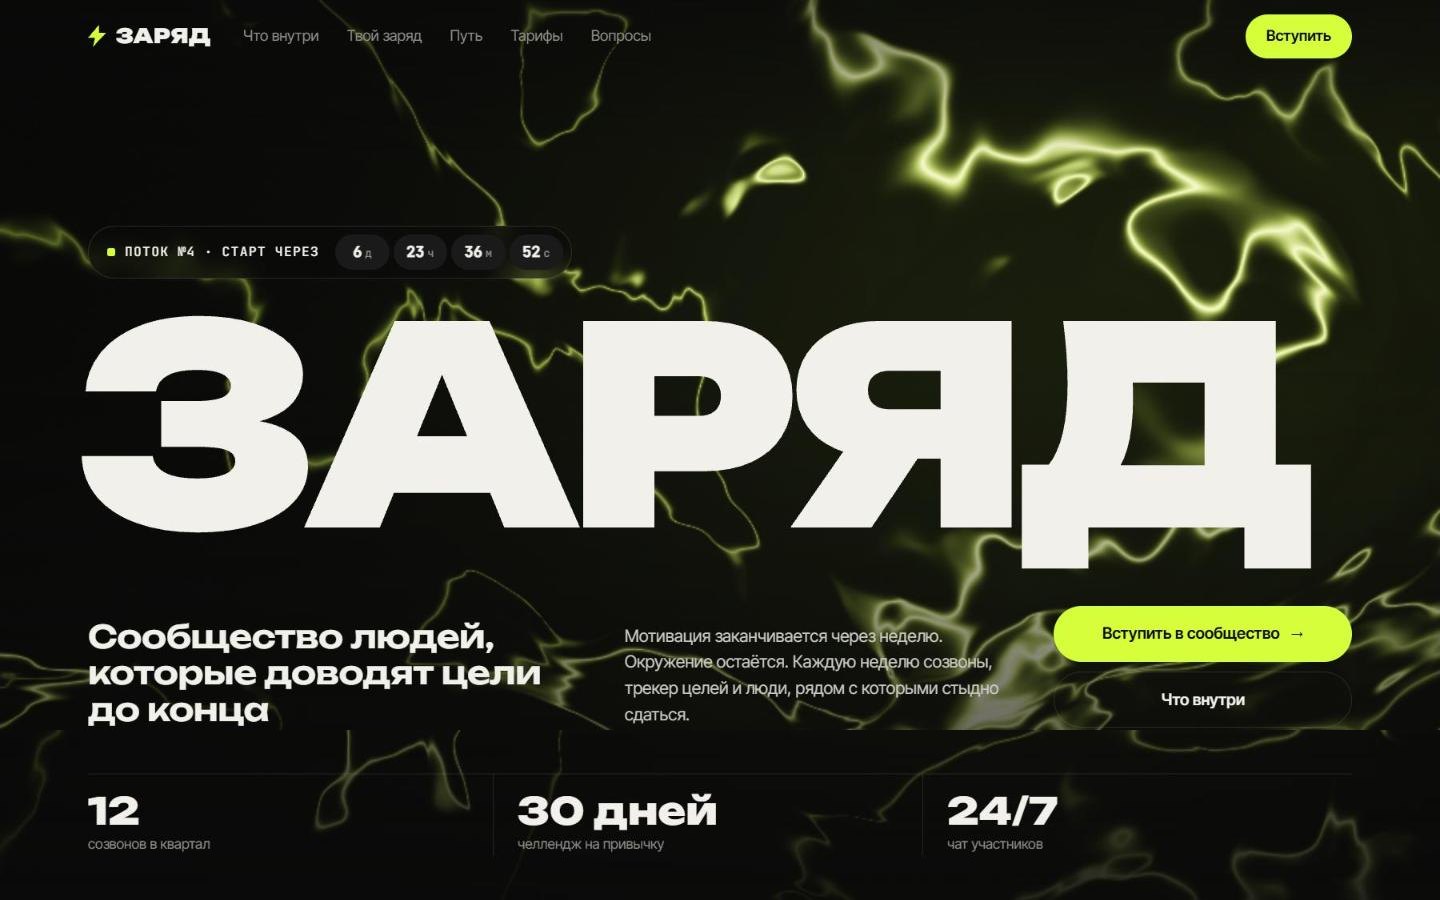 ЗАРЯД
Что внутри
Твой заряд
Путь
Тарифы
Вопросы
Вступить
ПОТОК №4 · СТАРТ ЧЕРЕЗ 6 д 23 ч 36 м 52 с
ЗАРЯД
Сообщество людей,
которые доводят цели
до конца
Мотивация заканчивается через неделю.
Окружение остаётся. Каждую неделю созвоны,
трекер целей и люди, рядом с которыми стыдно
сдаться.
Вступить в сообщество →
Что внутри
12
созвонов в квартал
30 дней
челлендж на привычку
24/7
чат участников